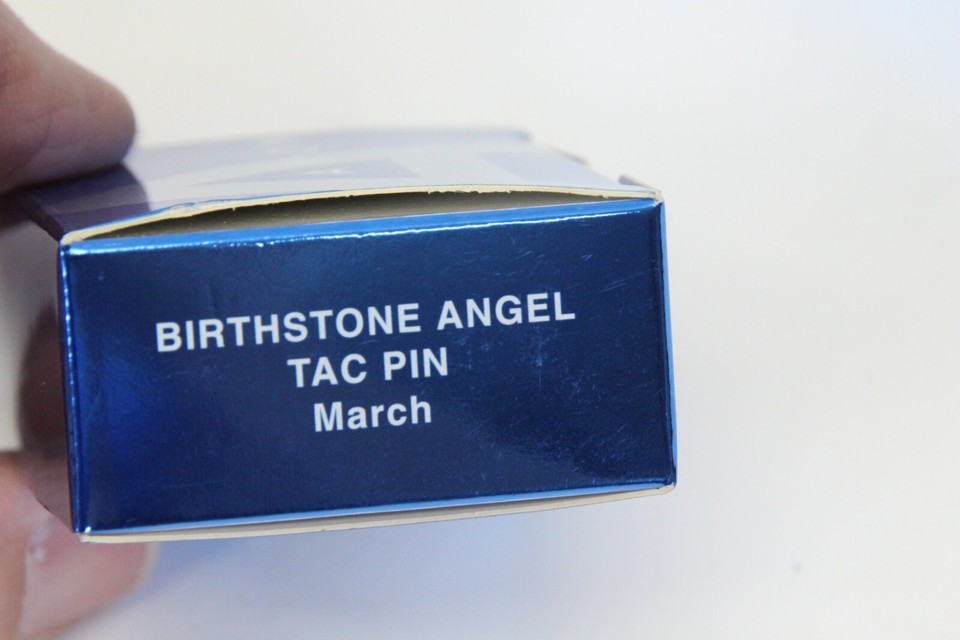 BIRTHSTONE ANGEL
TAC PIN
March